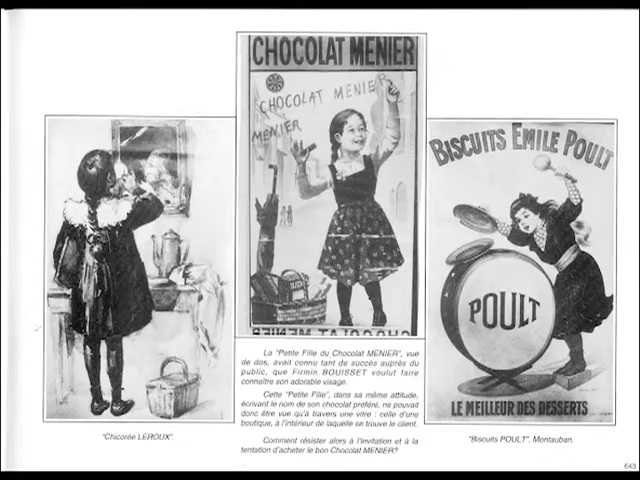 CHOCOLAT MENIER
CHOCOLAT MENIER
MENIER
BISCUITS EMILE POULT
POULT
LE MEILLEUR DES DESSERTS
CHOCOLAT MENIER
La "Petite Fille du Chocolat MENIER", vue
de dos, avait connu tant de succès auprès du
public, que Firmin BOUISSET voulut faire
connaître son adorable visage.
Cette "Petite Fille", dans sa même attitude,
écrivant le nom de son chocolat préféré, ne pouvait
donc être vue qu'à travers une vitre : celle d'une
boutique, à l'intérieur de laquelle se trouve le client.
Comment résister alors à l'invitation et à la
tentation d'acheter le bon Chocolat MENIER?
"Chicorée LEROUX".
"Biscuits POULT", Montauban.
643